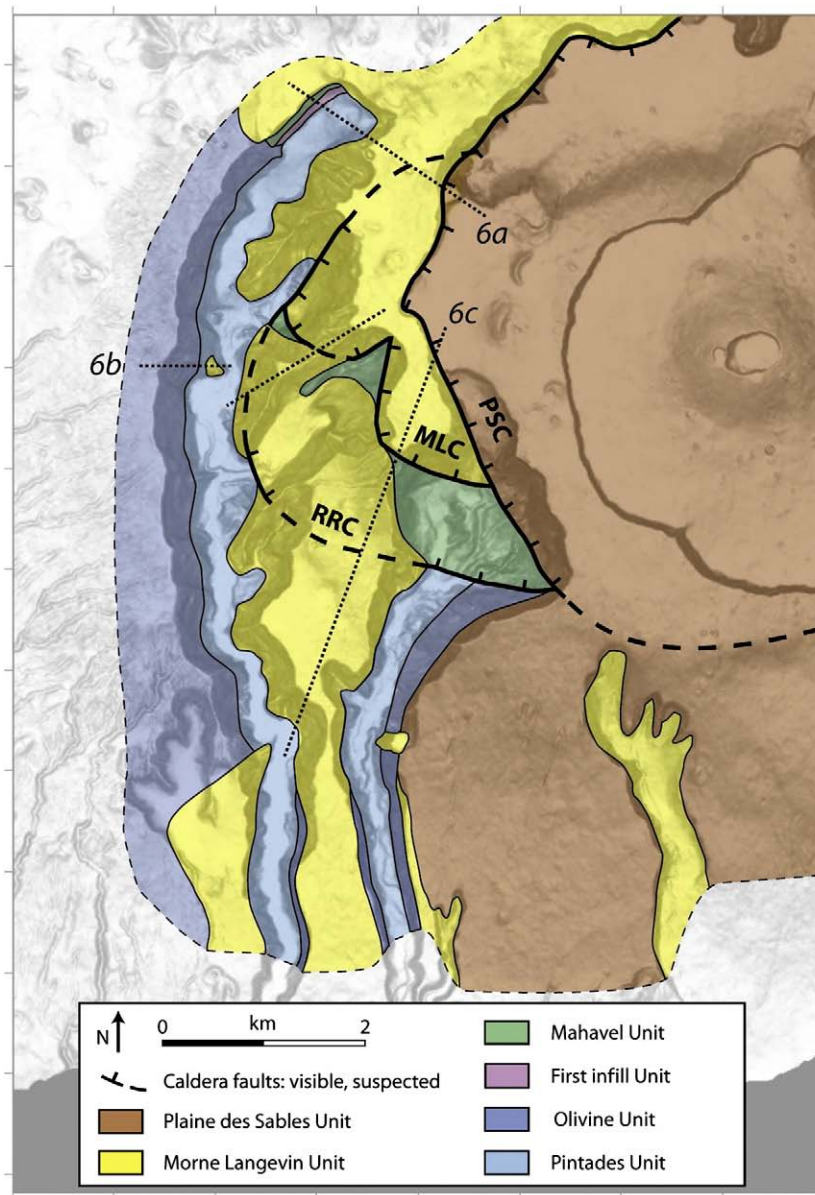 6a
6c
6b
PSC
MLC
RRC
N
0 km 2
Caldera faults: visible, suspected
Plaine des Sables Unit
Morne Langevin Unit
Mahavel Unit
First infill Unit
Olivine Unit
Pintades Unit